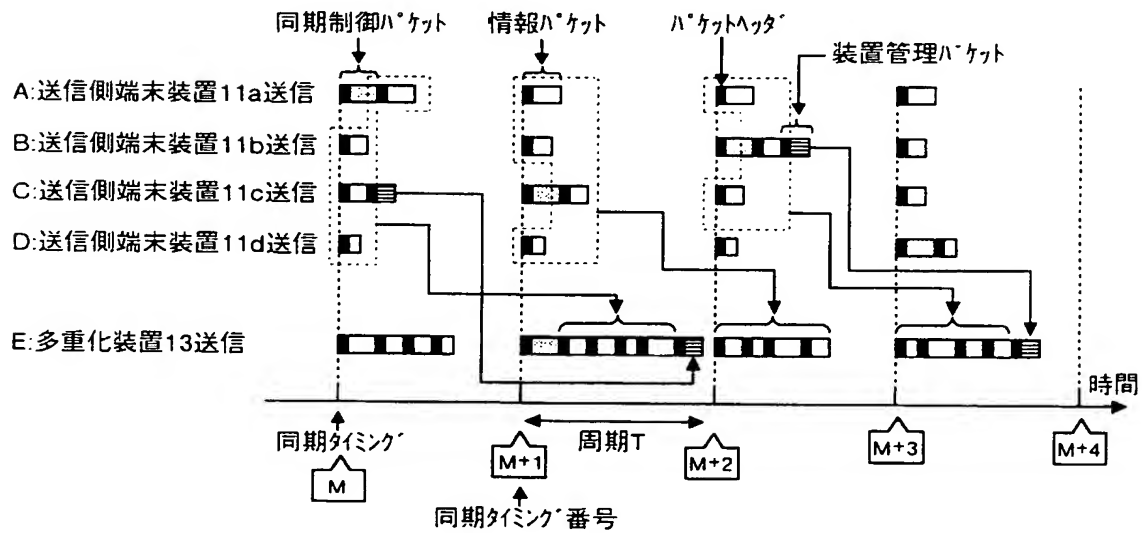 同期制御ﾊﾟｹｯﾄ
情報ﾊﾟｹｯﾄ
ﾊﾟｹｯﾄﾍｯﾀﾞ
装置管理ﾊﾟｹｯﾄ
A:送信側端末装置11a送信
B:送信側端末装置11b送信
C:送信側端末装置11c送信
D:送信側端末装置11d送信
E:多重化装置13送信
時間
同期ﾀｲﾐﾝｸﾞ
周期T
M
M+1
M+2
M+3
M+4
同期ﾀｲﾐﾝｸﾞ番号